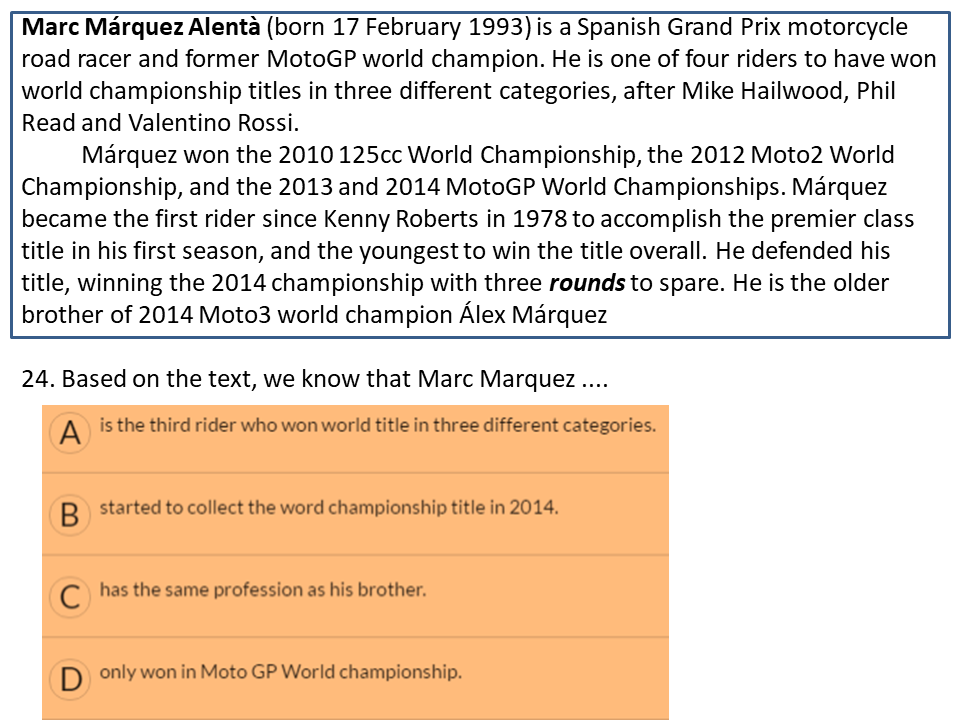 Marc Márquez Alentà (born 17 February 1993) is a Spanish Grand Prix motorcycle
road racer and former MotoGP world champion. He is one of four riders to have won
world championship titles in three different categories, after Mike Hailwood, Phil
Read and Valentino Rossi.
Márquez won the 2010 125cc World Championship, the 2012 Moto2 World
Championship, and the 2013 and 2014 MotoGP World Championships. Márquez
became the first rider since Kenny Roberts in 1978 to accomplish the premier class
title in his first season, and the youngest to win the title overall. He defended his
title, winning the 2014 championship with three rounds to spare. He is the older
brother of 2014 Moto3 world champion Álex Márquez
24. Based on the text, we know that Marc Marquez ....
A is the third rider who won world title in three different categories.
B started to collect the word championship title in 2014.
C has the same profession as his brother.
D only won in Moto GP World championship.